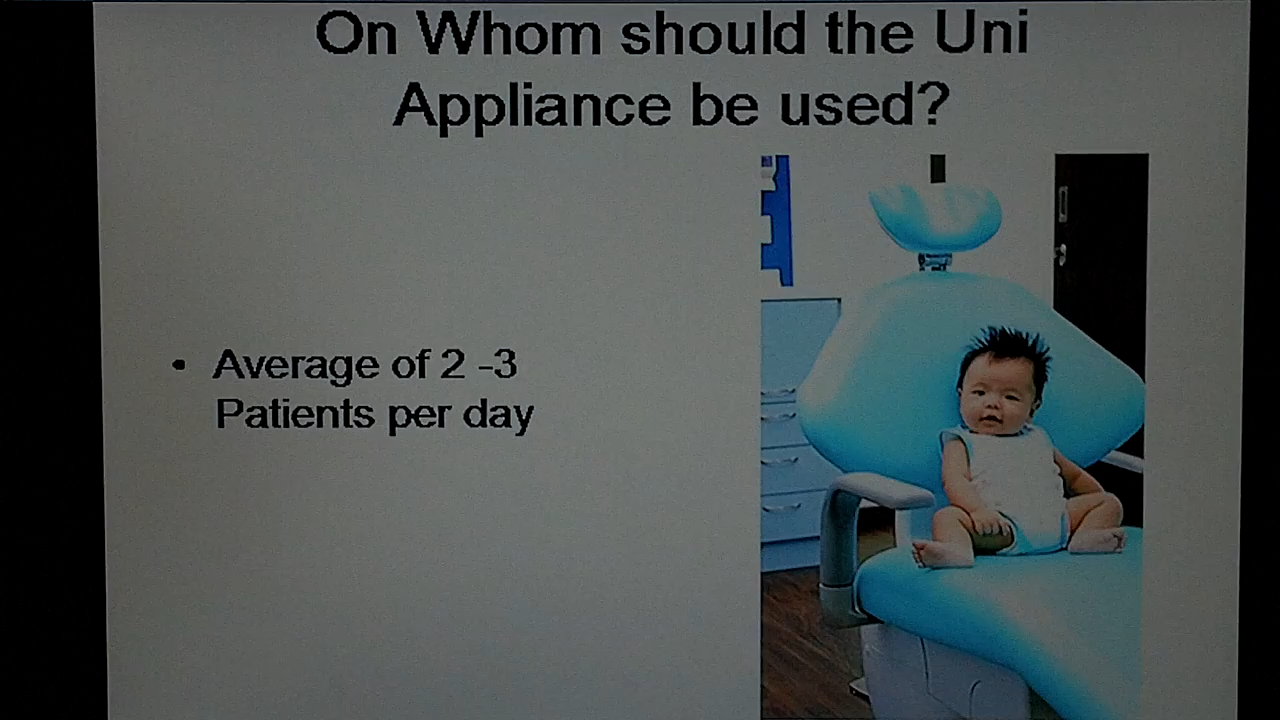 On Whom should the Uni
Appliance be used?
• Average of 2 -3
Patients per day